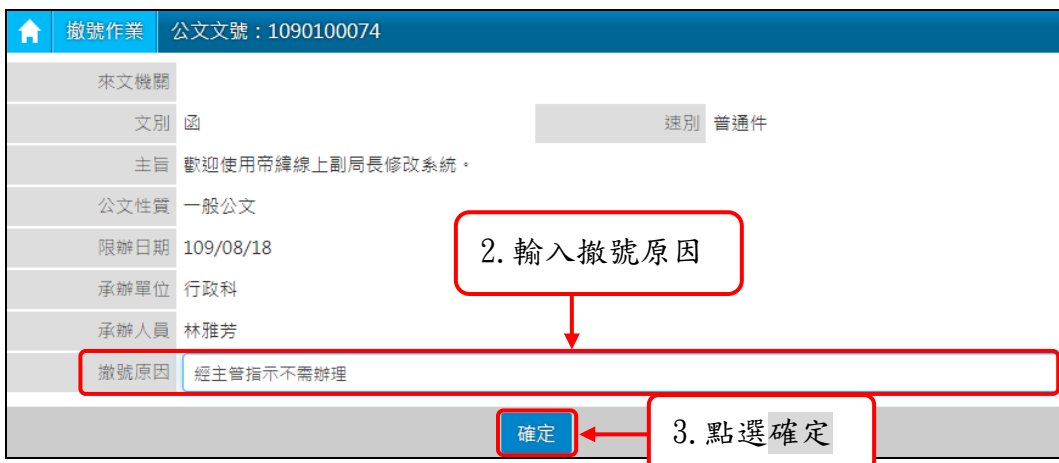 撤號作業 公文文號：1090100074
來文機關
文別 函 速別 普通件
主旨 歡迎使用帝緯線上副局長修改系統。
公文性質 一般公文
限辦日期 109/08/18
2.輸入撤號原因
承辦單位 行政科
承辦人員 林雅芳
撤號原因 經主管指示不需辦理
確定 3.點選確定